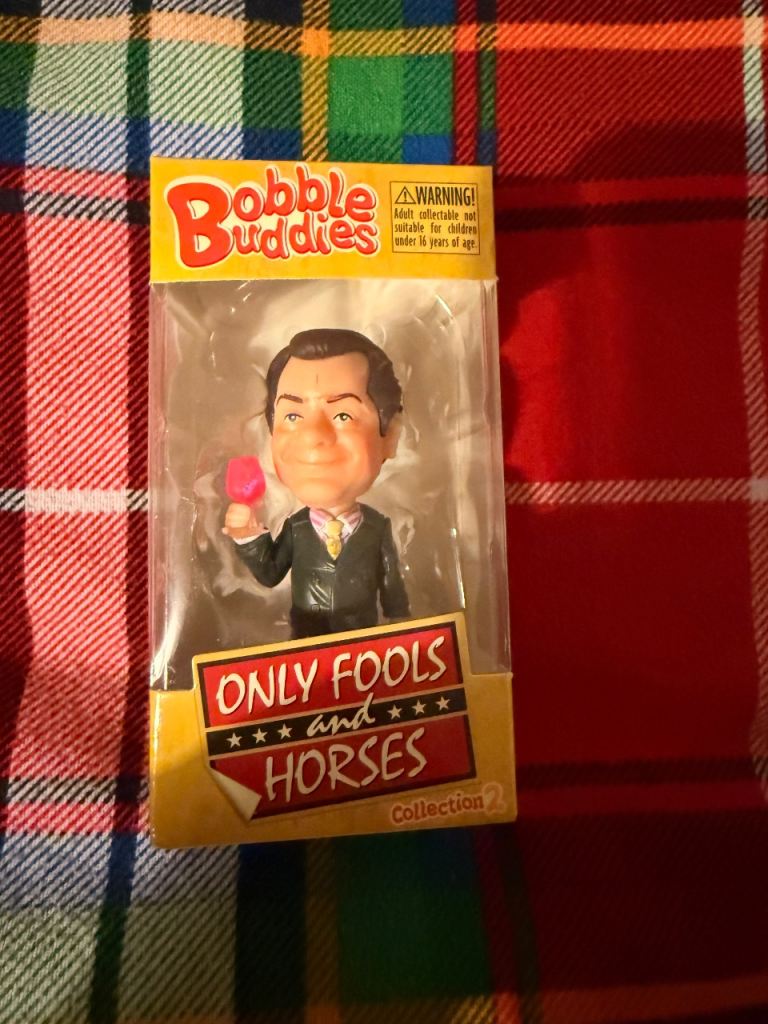 Bobble
Buddies
WARNING!
Adult collectable not
suitable for children
under 16 years of age.
ONLY FOOLS
and
HORSES
Collection 2